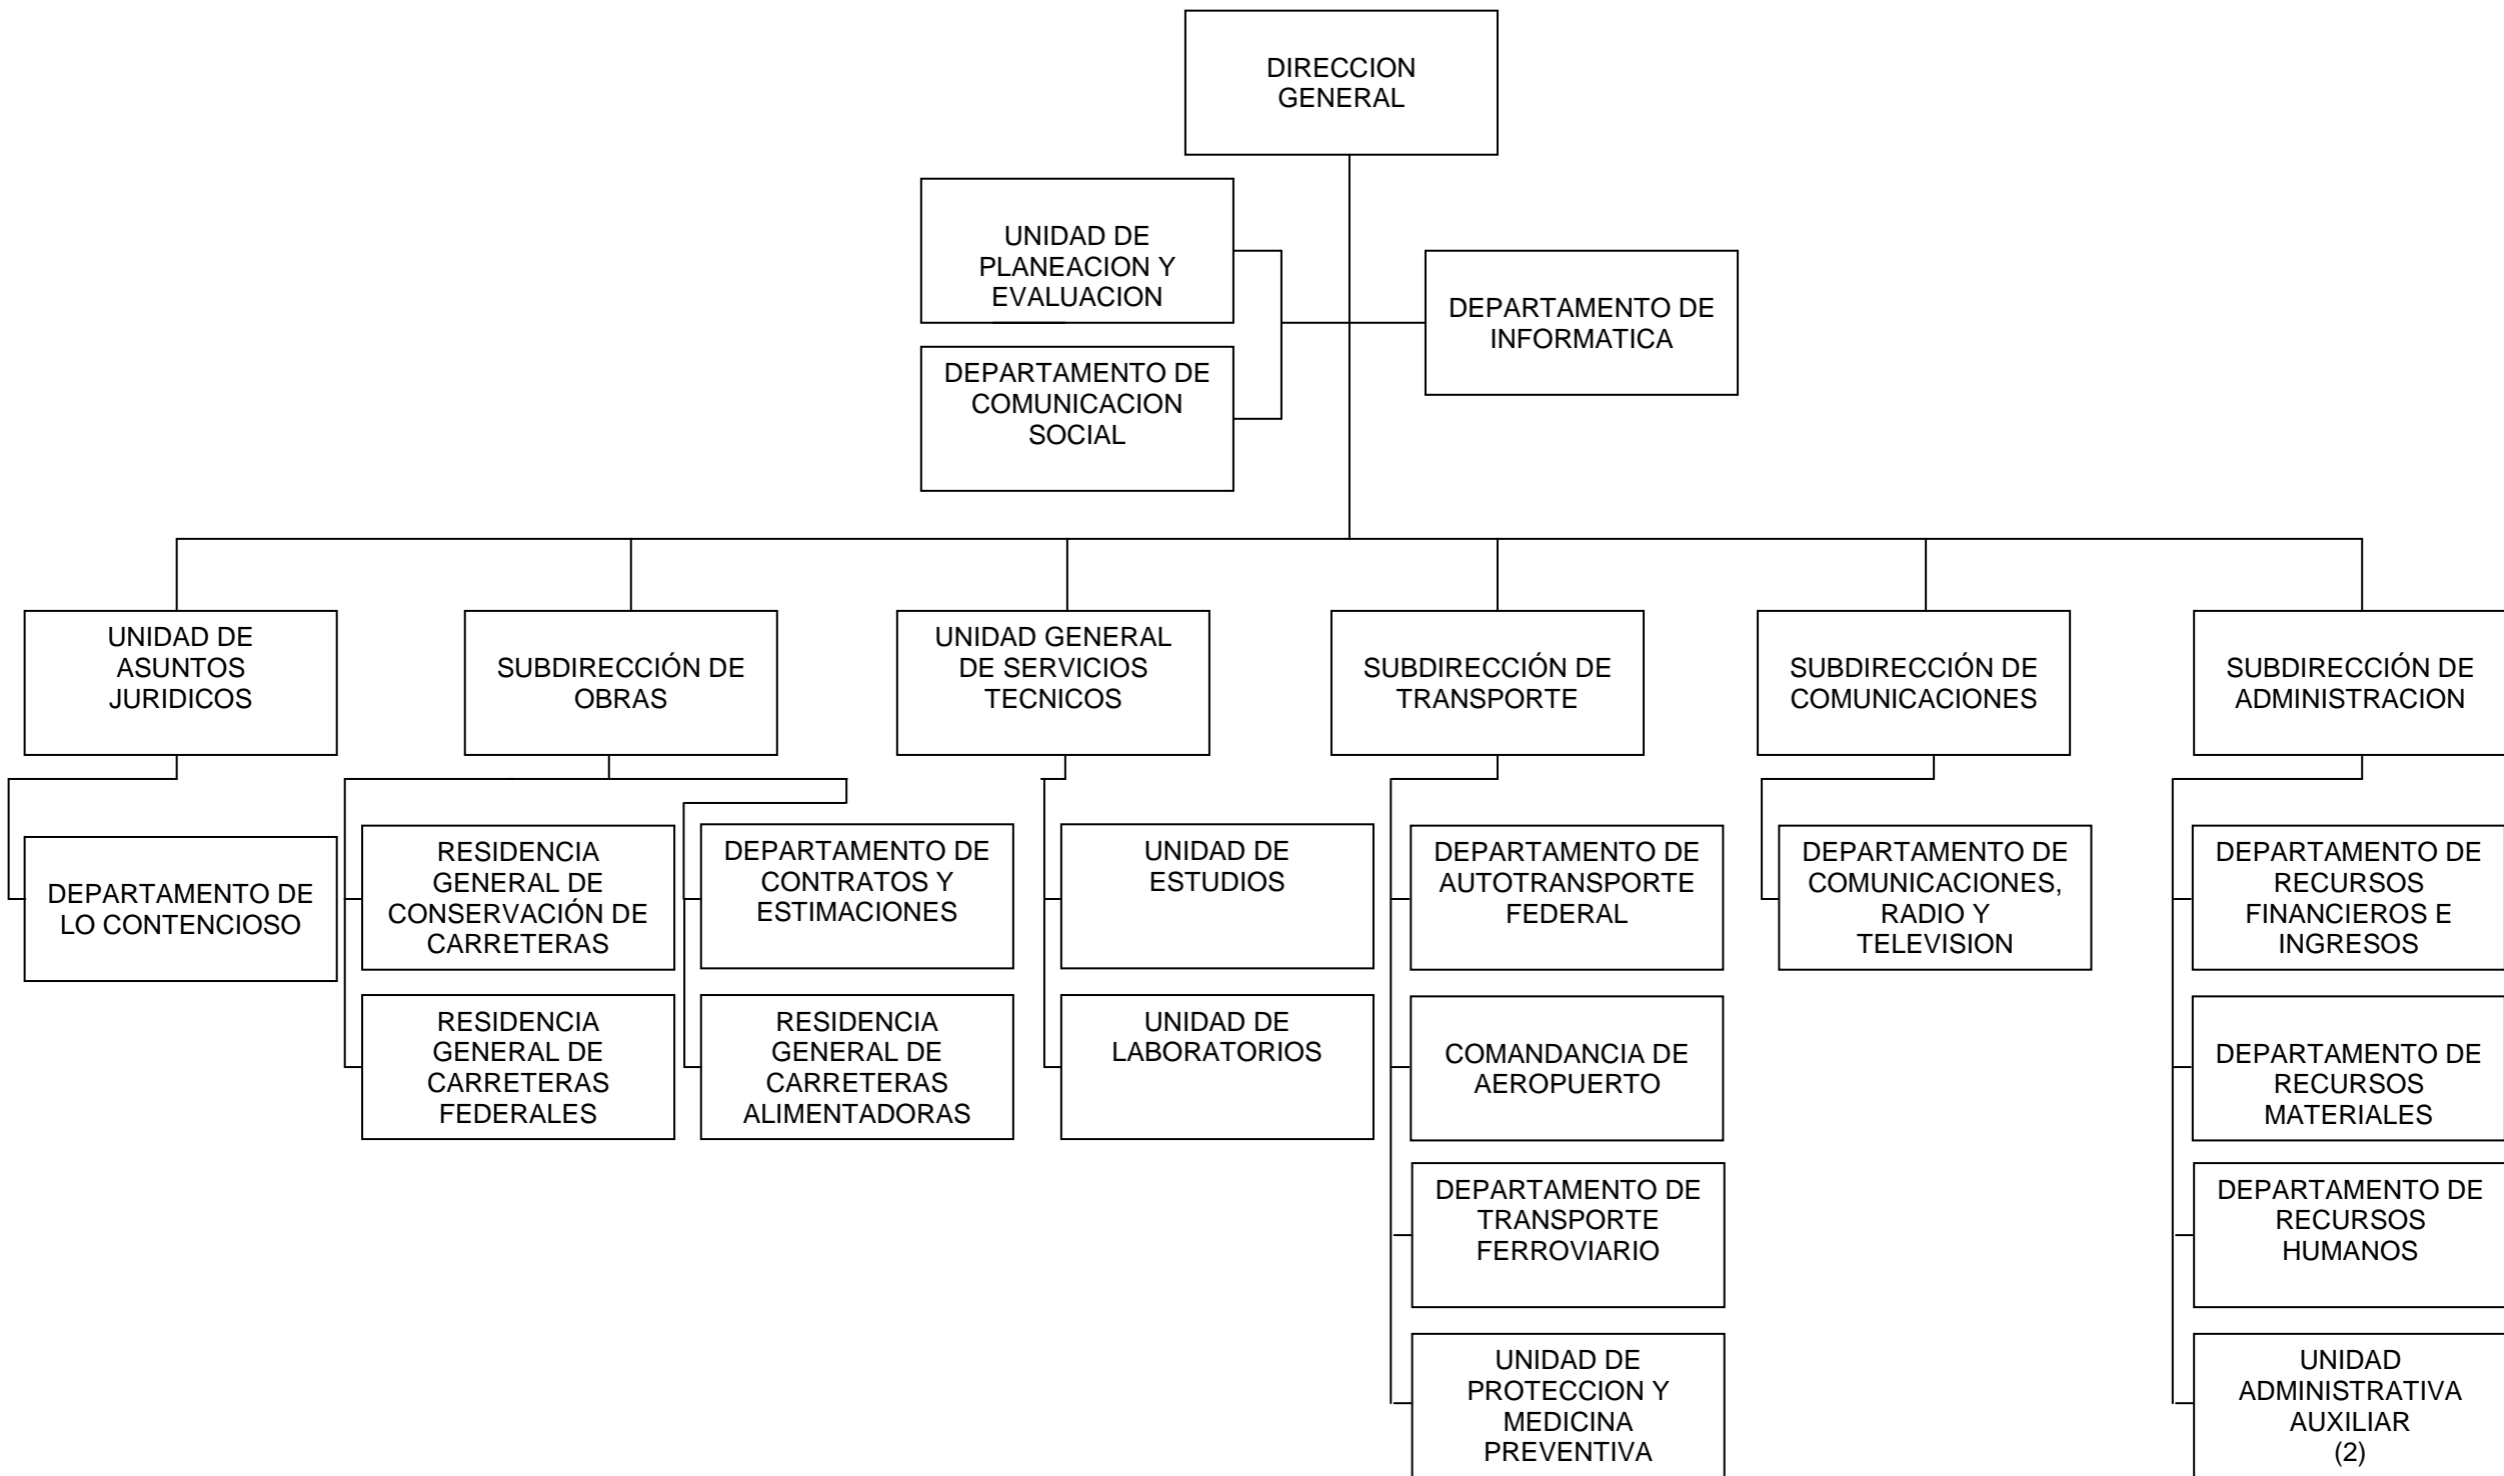 DIRECCION
GENERAL
UNIDAD DE
PLANEACION Y
EVALUACION
DEPARTAMENTO DE
INFORMATICA
DEPARTAMENTO DE
COMUNICACION
SOCIAL
UNIDAD DE
ASUNTOS
JURIDICOS
SUBDIRECCIÓN DE
OBRAS
UNIDAD GENERAL
DE SERVICIOS
TECNICOS
SUBDIRECCIÓN DE
TRANSPORTE
SUBDIRECCIÓN DE
COMUNICACIONES
SUBDIRECCIÓN DE
ADMINISTRACION
DEPARTAMENTO DE
LO CONTENCIOSO
RESIDENCIA
GENERAL DE
CONSERVACIÓN DE
CARRETERAS
DEPARTAMENTO DE
CONTRATOS Y
ESTIMACIONES
UNIDAD DE
ESTUDIOS
DEPARTAMENTO DE
AUTOTRANSPORTE
FEDERAL
DEPARTAMENTO DE
COMUNICACIONES,
RADIO Y
TELEVISION
DEPARTAMENTO DE
RECURSOS
FINANCIEROS E
INGRESOS
RESIDENCIA
GENERAL DE
CARRETERAS
FEDERALES
RESIDENCIA
GENERAL DE
CARRETERAS
ALIMENTADORAS
UNIDAD DE
LABORATORIOS
COMANDANCIA DE
AEROPUERTO
DEPARTAMENTO DE
RECURSOS
MATERIALES
DEPARTAMENTO DE
TRANSPORTE
FERROVIARIO
DEPARTAMENTO DE
RECURSOS
HUMANOS
UNIDAD DE
PROTECCION Y
MEDICINA
PREVENTIVA
UNIDAD
ADMINISTRATIVA
AUXILIAR
(2)